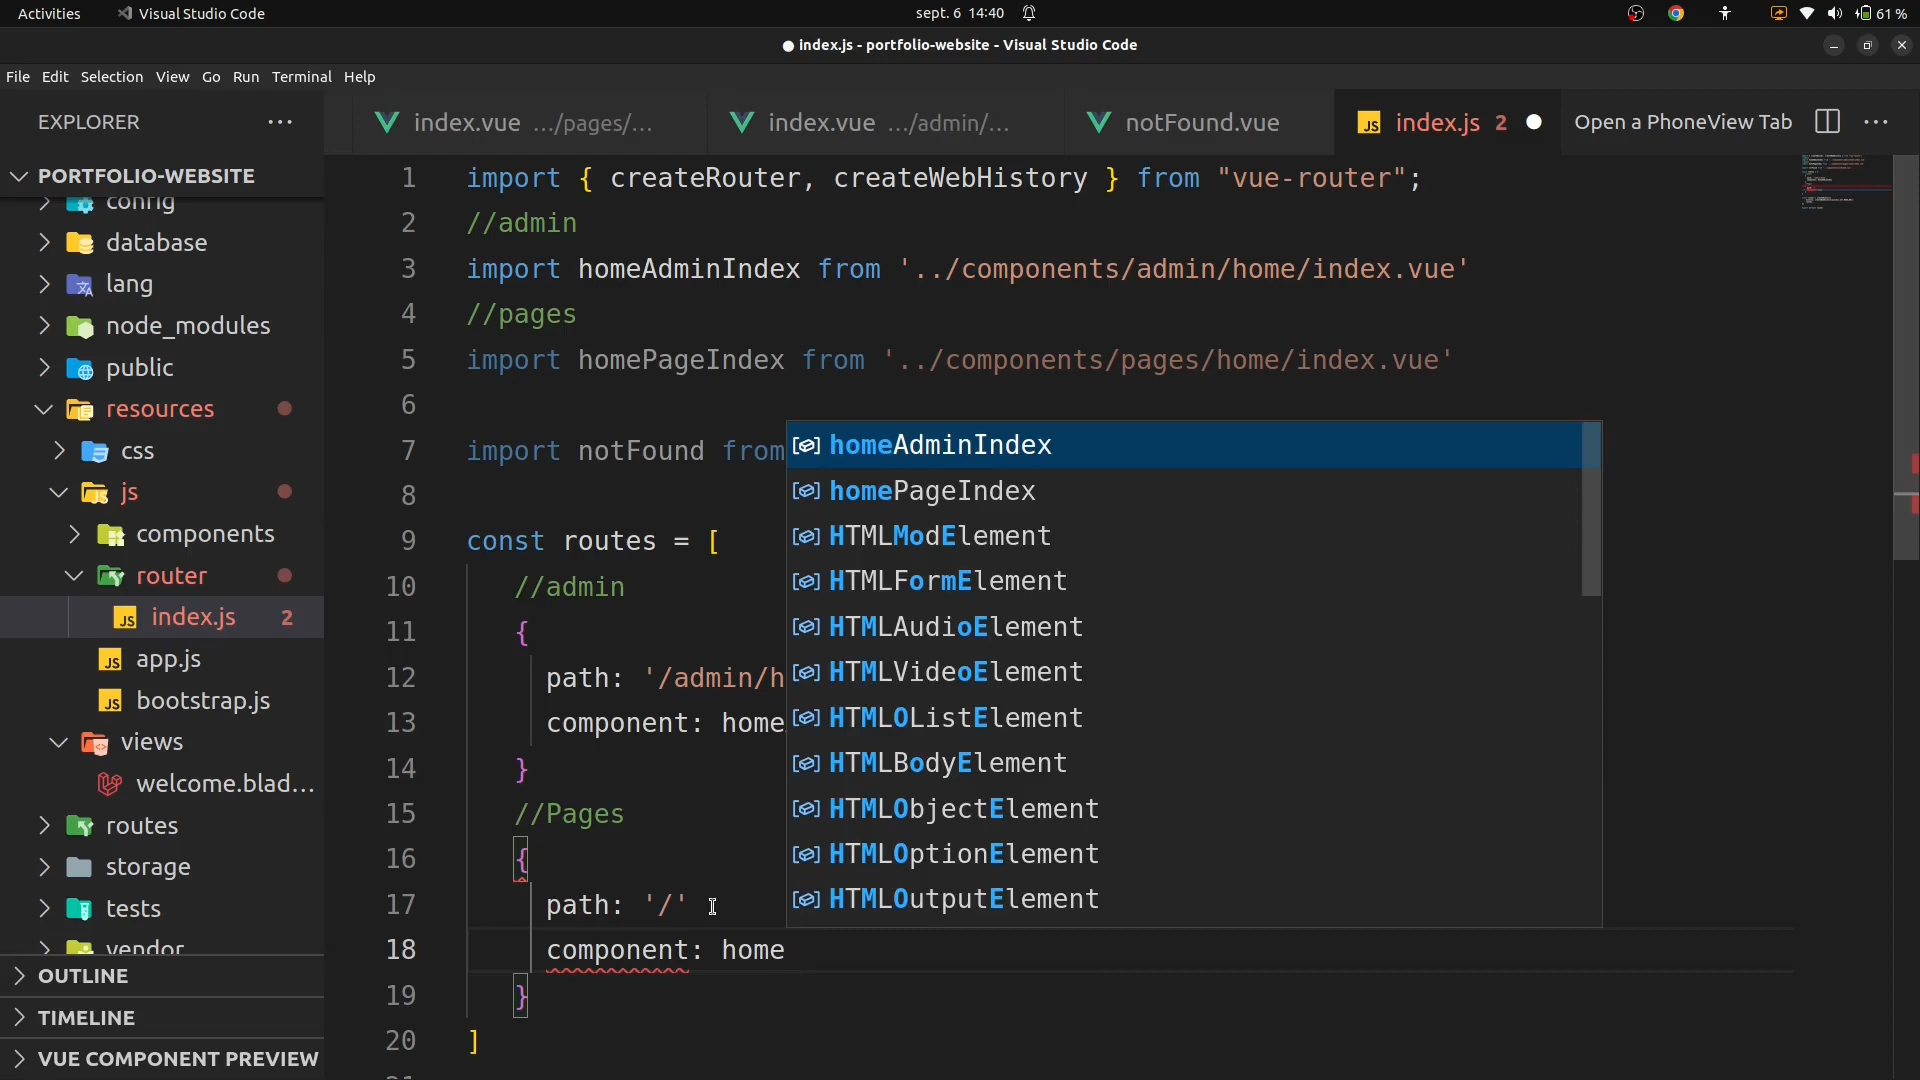 Activities Visual Studio Code sept. 6 14:40 61 %
index.js - portfolio-website - Visual Studio Code
File Edit Selection View Go Run Terminal Help
EXPLORER ...
index.vue .../pages/... index.vue .../admin/... notFound.vue JS index.js 2 Open a PhoneView Tab ...
PORTFOLIO-WEBSITE
config
database
lang
node_modules
public
resources
css
js
components
router
JS index.js 2
JS app.js
JS bootstrap.js
views
welcome.blad...
routes
storage
tests
vendor
OUTLINE
TIMELINE
VUE COMPONENT PREVIEW
1 import { createRouter, createWebHistory } from "vue-router";
2 //admin
3 import homeAdminIndex from '../components/admin/home/index.vue'
4 //pages
5 import homePageIndex from '../components/pages/home/index.vue'
6
7 import notFound from
8
9 const routes = [
10 //admin
11 {
12 path: '/admin/h
13 component: home
14 }
15 //Pages
16 {
17 path: '/'
18 component: home
19 }
20 ]
homeAdminIndex
homePageIndex
HTMLModElement
HTMLFormElement
HTMLAudioElement
HTMLVideoElement
HTMLOListElement
HTMLBodyElement
HTMLObjectElement
HTMLOptionElement
HTMLOutputElement